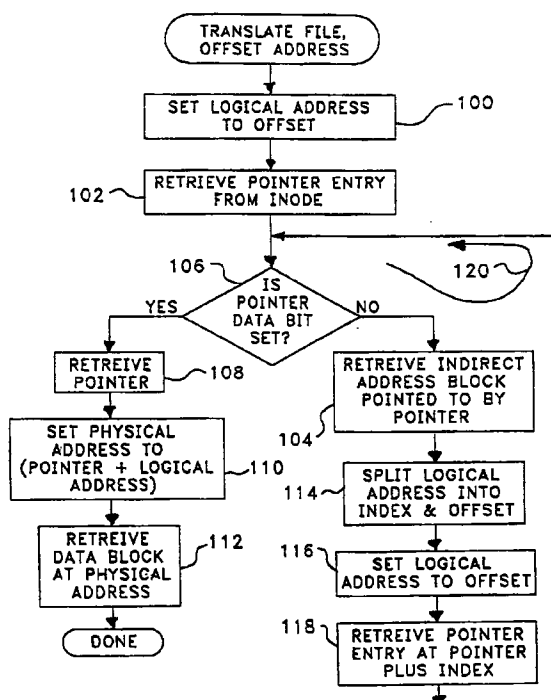 TRANSLATE FILE,
OFFSET ADDRESS
SET LOGICAL ADDRESS
TO OFFSET
100
RETRIEVE POINTER ENTRY
FROM INODE
102
106
IS
POINTER
DATA BIT
SET?
YES
NO
120
RETREIVE
POINTER
108
SET PHYSICAL
ADDRESS TO
(POINTER + LOGICAL
ADDRESS)
110
RETREIVE
DATA BLOCK
AT PHYSICAL
ADDRESS
112
DONE
RETREIVE INDIRECT
ADDRESS BLOCK
POINTED TO BY
POINTER
104
SPLIT LOGICAL
ADDRESS INTO
INDEX & OFFSET
114
SET LOGICAL
ADDRESS TO OFFSET
116
RETREIVE POINTER
ENTRY AT POINTER
PLUS INDEX
118